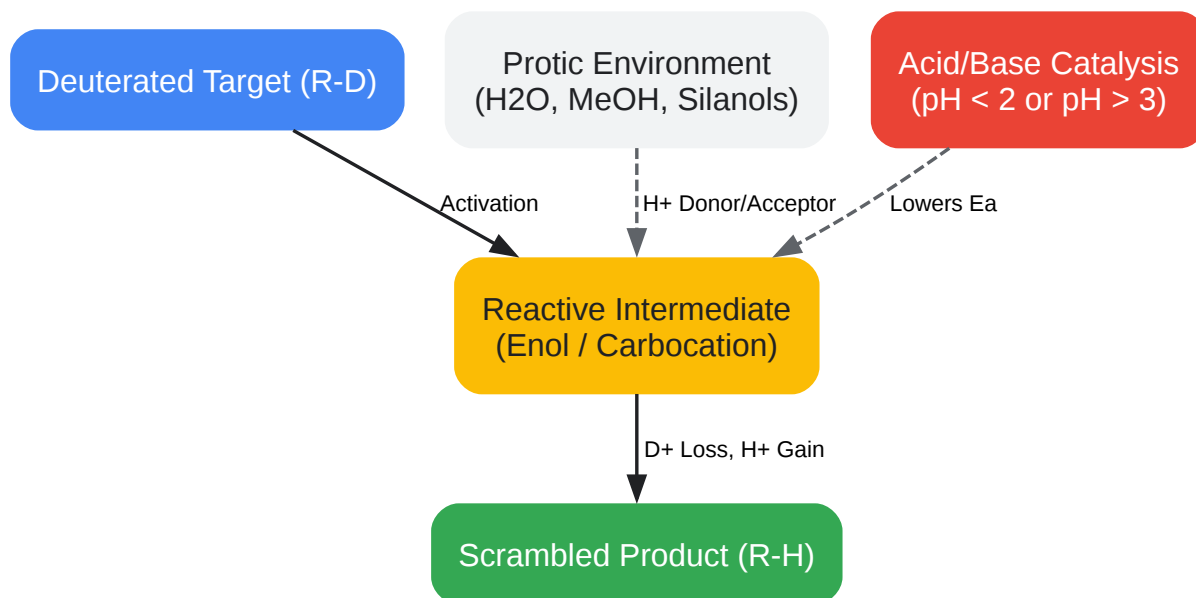 Deuterated Target (R-D)
Protic Environment
(H2O, MeOH, Silanols)
Acid/Base Catalysis
(pH < 2 or pH > 3)
Activation
H+ Donor/Acceptor
Lowers Ea
Reactive Intermediate
(Enol / Carbocation)
D+ Loss, H+ Gain
Scrambled Product (R-H)